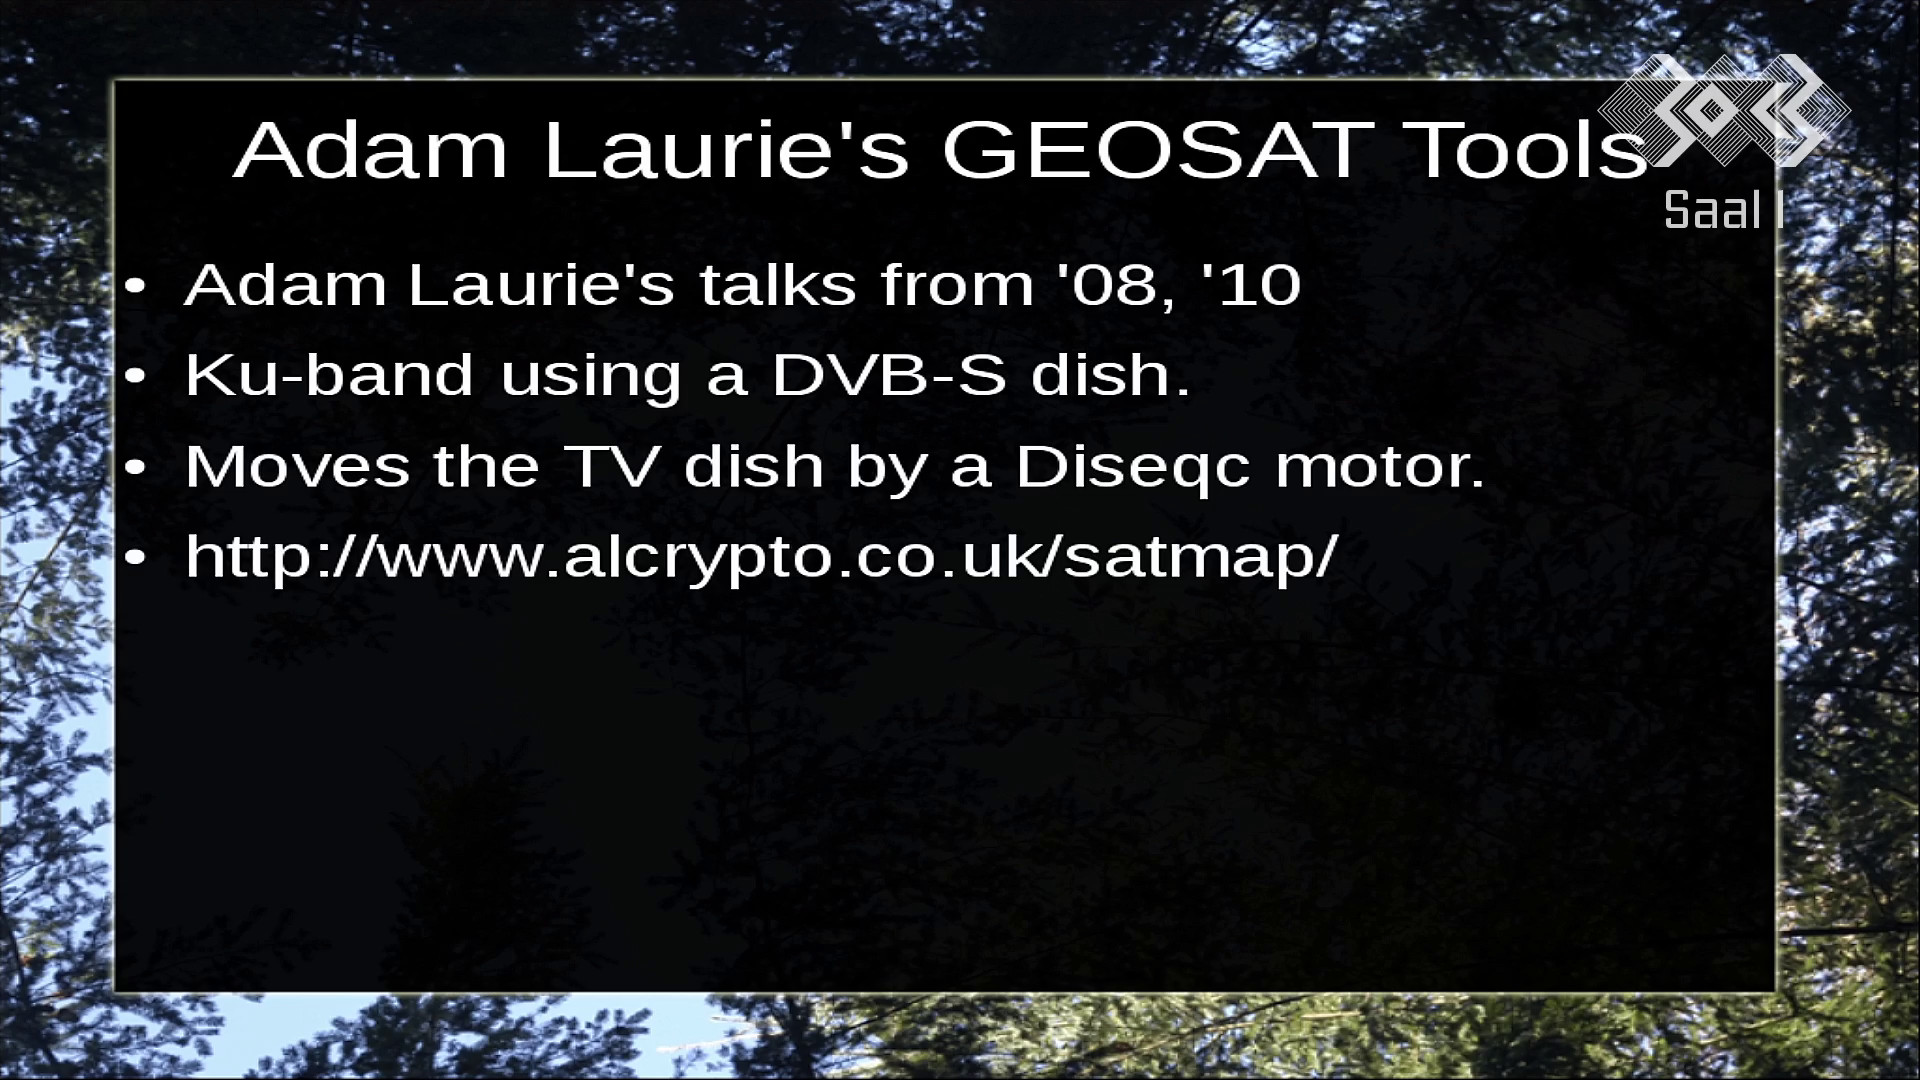 Adam Laurie's GEOSAT Tools
Saal 1
• Adam Laurie's talks from '08, '10
• Ku-band using a DVB-S dish.
• Moves the TV dish by a Diseqc motor.
• http://www.alcrypto.co.uk/satmap/